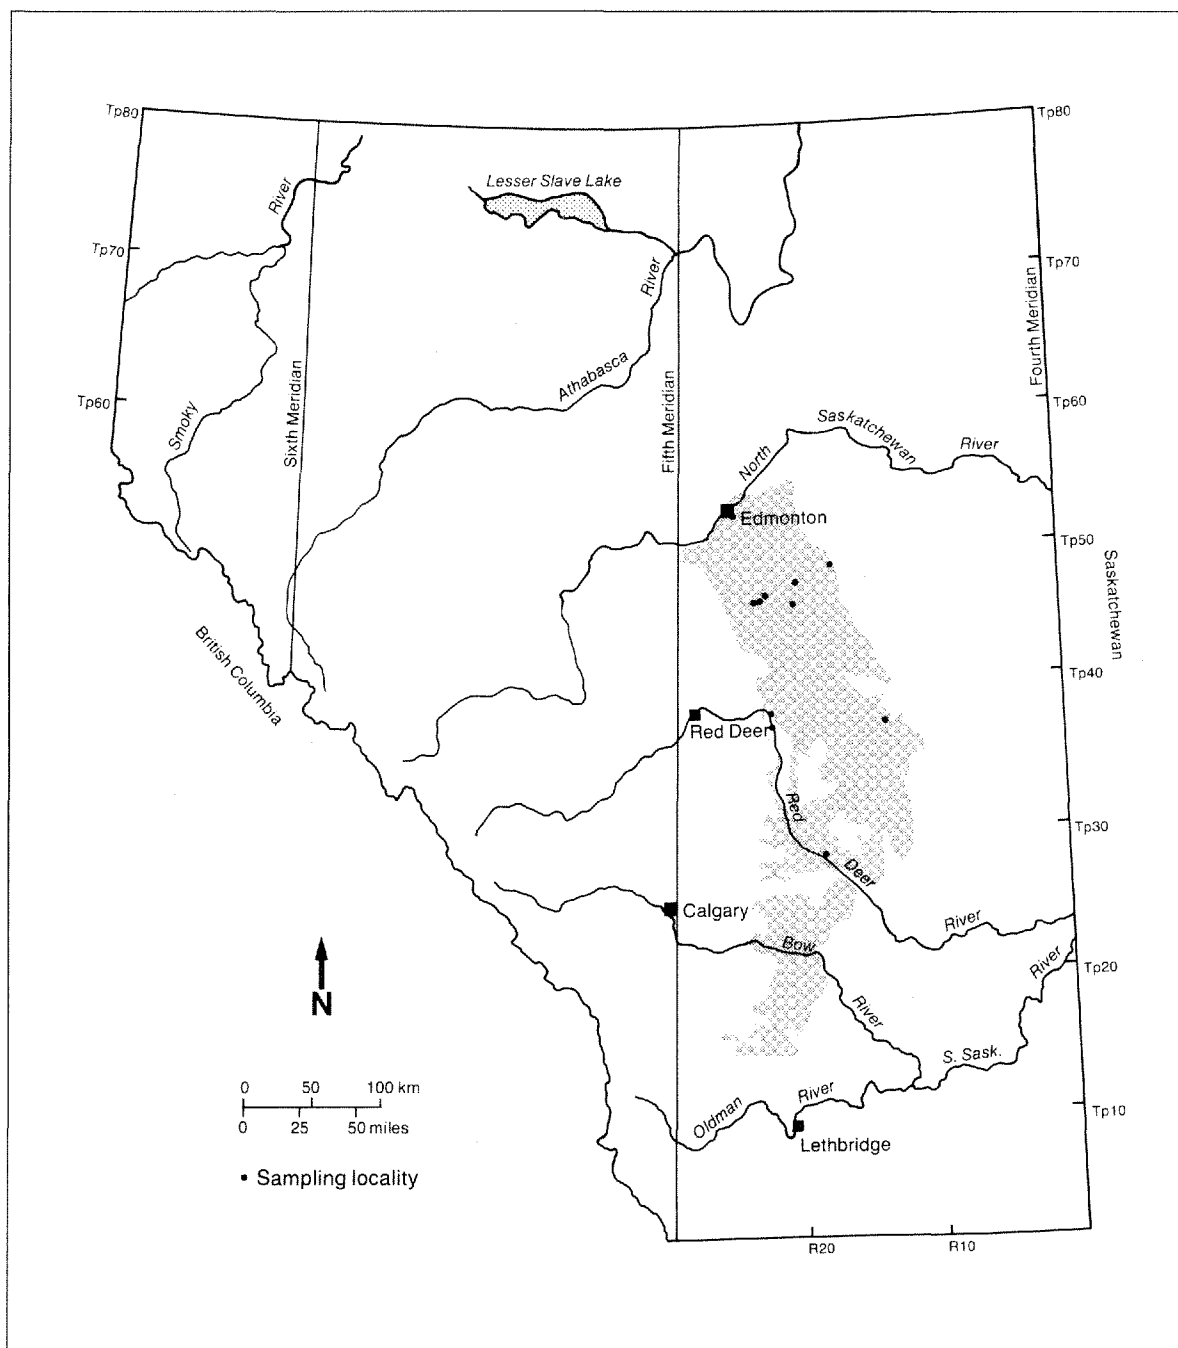 Tp80
Tp80
Lesser Slave Lake
River
Tp70
Tp70
River
Fourth Meridian
Athabasca
Sixth Meridian
Fifth Meridian
Tp60
Tp60
Smoky
Saskatchewan
River
North
Edmonton
Tp50
Saskatchewan
British Columbia
Tp40
Red Deer
Red
Tp30
Deer
Calgary
River
Bow
River
Tp20
N
River
S. Sask.
0 50 100 km
0 25 50 miles
River
Oldman
Tp10
Lethbridge
Sampling locality
R20
R10